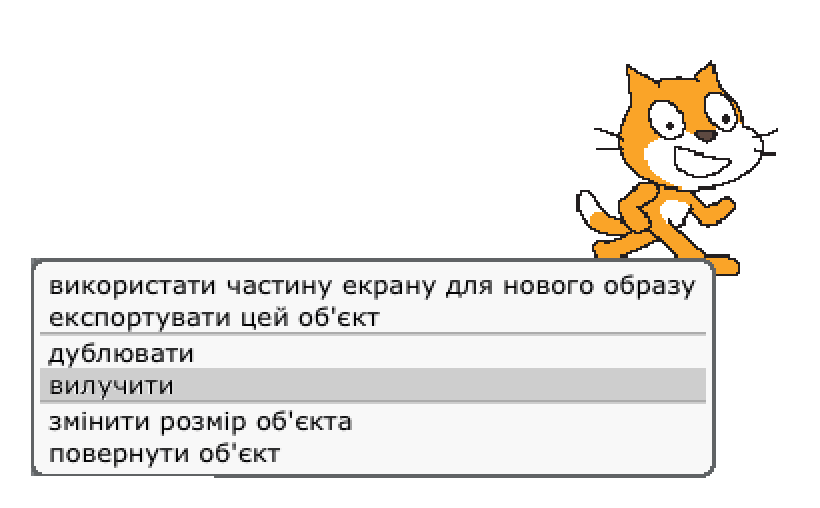 використати частину екрану для нового образу
експортувати цей об'єкт
дублювати
вилучити
змінити розмір об'єкта
повернути об'єкт